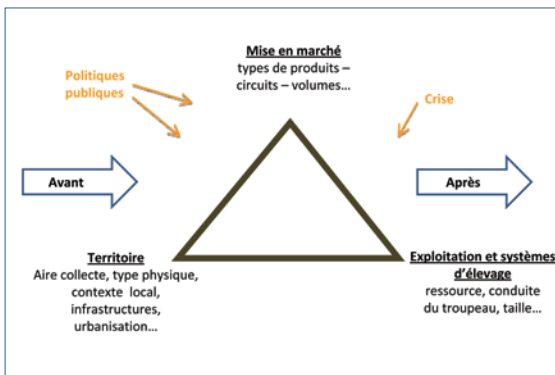 Mise en marché
types de produits –
circuits – volumes…
Politiques
publiques
Crise
Avant
Après
Territoire
Aire collecte, type physique,
contexte local,
infrastructures,
urbanisation…
Exploitation et systèmes
d'élevage
ressource, conduite
du troupeau, taille…